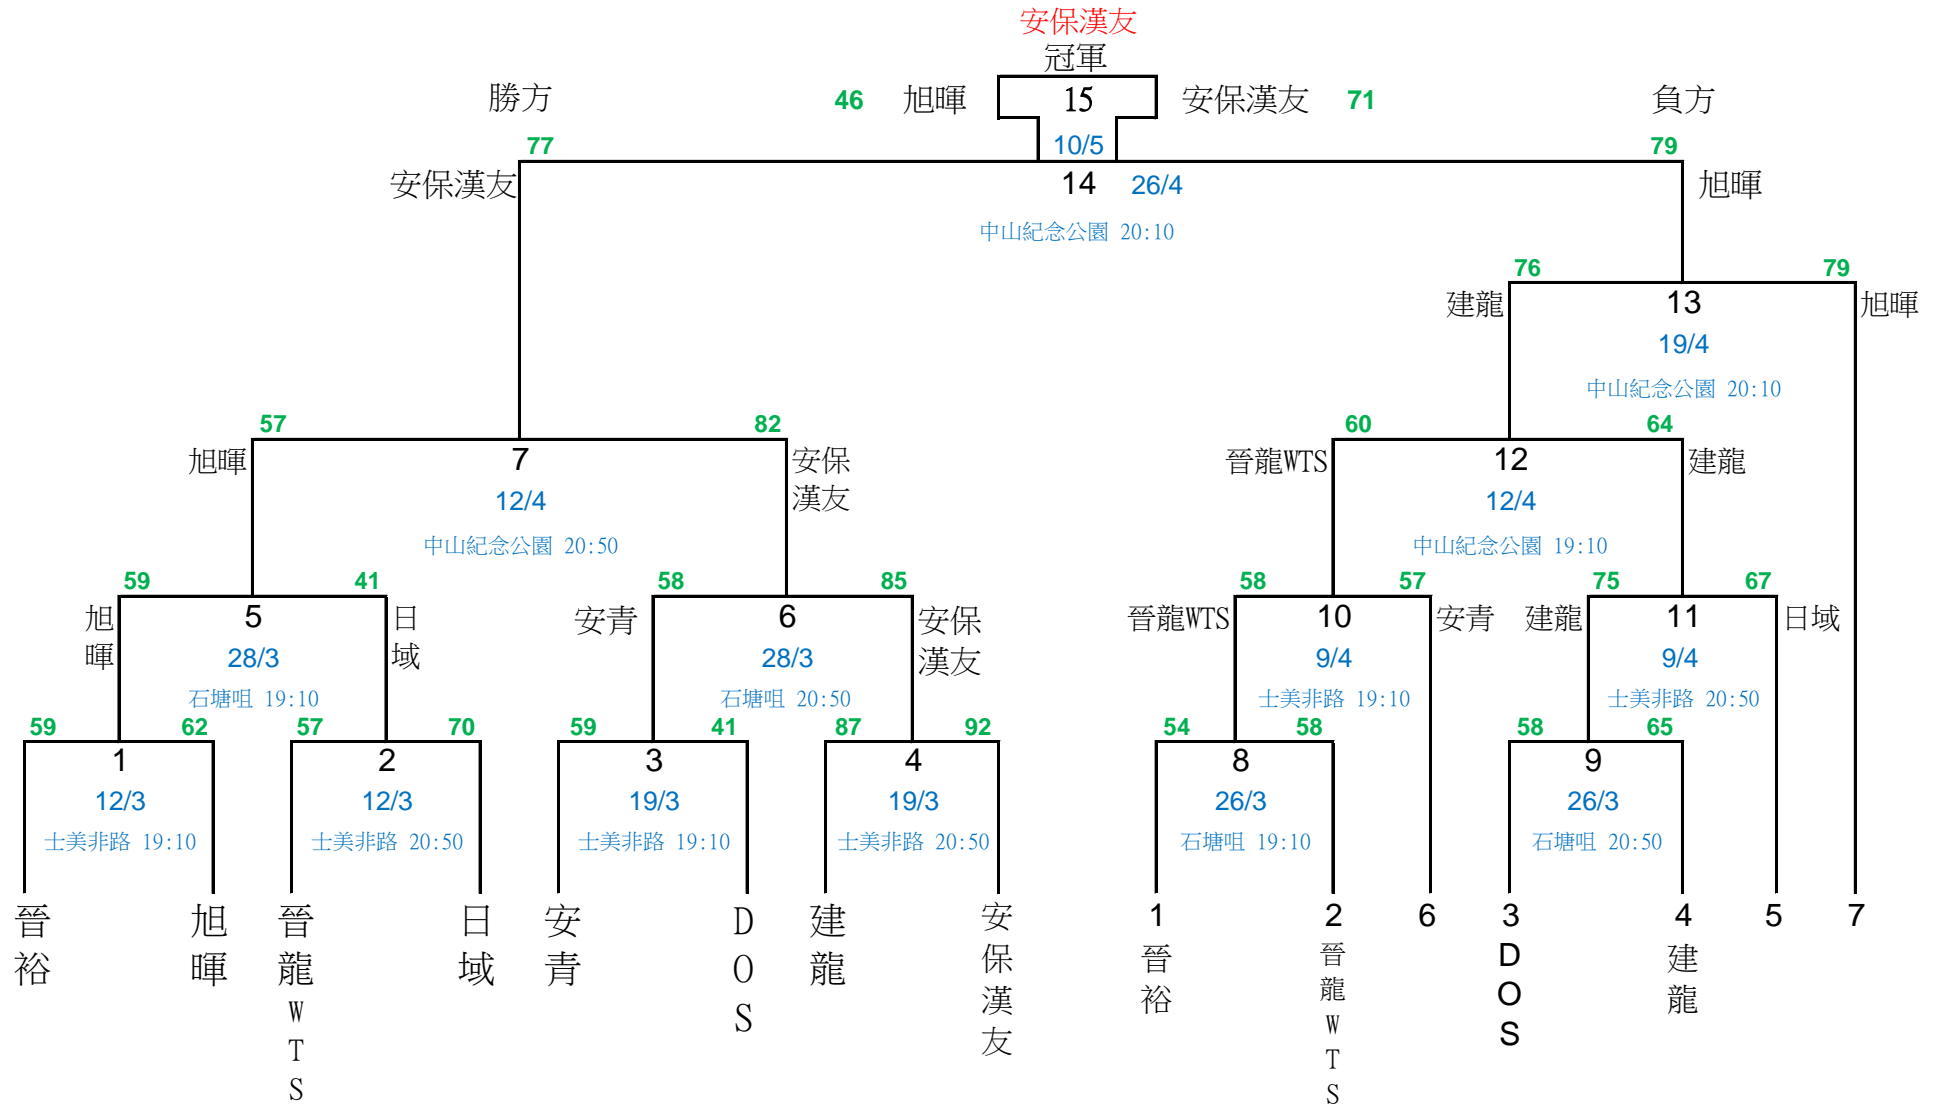 安保漢友
冠軍
勝方 46 旭暉 15 安保漢友 71 負方
77 10/5 79
安保漢友 14 26/4 旭暉
中山紀念公園 20:10
76 79
建龍 13 旭暉
19/4
中山紀念公園 20:10
57 82 60 64
旭暉 7 安保 晉龍WTS 12 建龍
漢友
12/4 12/4
中山紀念公園 20:50 中山紀念公園 19:10
59 41 58 85 58 57 75 67
旭 5 日 安青 6 安保 晉龍WTS 10 安青 建龍 11 日域
暉 28/3 域 28/3 漢友 9/4 9/4
石塘咀 19:10 石塘咀 20:50 士美非路 19:10 士美非路 20:50
59 62 57 70 59 41 87 92 54 58 58 65
1 2 3 4 8 9
12/3 12/3 19/3 19/3 26/3 26/3
士美非路 19:10 士美非路 20:50 士美非路 19:10 士美非路 20:50 石塘咀 19:10 石塘咀 20:50
晉裕 旭暉 晉龍WTS 日域 安青 DOS 建龍 安保漢友 1 2 6 3 4 5 7
晉裕 晉龍WTS DOS 建龍